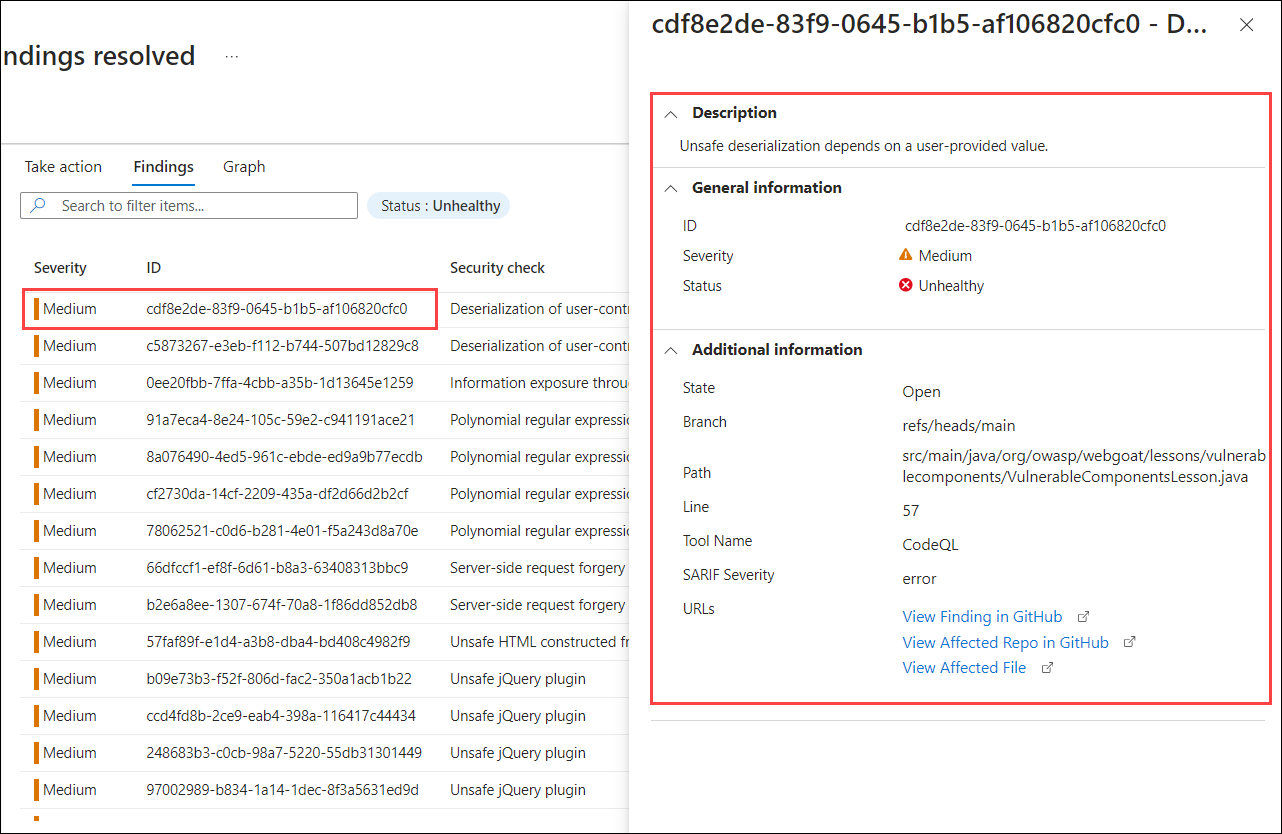 ndings resolved
...
Take action Findings Graph
Search to filter items...
Status : Unhealthy
Severity ID Security check
Medium cdf8e2de-83f9-0645-b1b5-af106820cfc0 Deserialization of user-contr
Medium c5873267-e3eb-f112-b744-507bd12829c8 Deserialization of user-contr
Medium 0ee20fbb-7ffa-4cbb-a35b-1d13645e1259 Information exposure throu
Medium 91a7eca4-8e24-105c-59e2-c941191ace21 Polynomial regular expressio
Medium 8a076490-4ed5-961c-ebde-ed9a9b77ecdb Polynomial regular expressio
Medium cf2730da-14cf-2209-435a-df2d66d2b2cf Polynomial regular expressio
Medium 78062521-c0d6-b281-4e01-f5a243d8a70e Polynomial regular expressio
Medium 66dfccf1-ef8f-6d61-b8a3-63408313bbc9 Server-side request forgery
Medium b2e6a8ee-1307-674f-70a8-1f86dd852db8 Server-side request forgery
Medium 57faf89f-e1d4-a3b8-dba4-bd408c4982f9 Unsafe HTML constructed fr
Medium b09e73b3-f52f-806d-fac2-350a1acb1b22 Unsafe jQuery plugin
Medium ccd4fd8b-2ce9-eab4-398a-116417c44434 Unsafe jQuery plugin
Medium 248683b3-c0cb-98a7-5220-55db31301449 Unsafe jQuery plugin
Medium 97002989-b834-1a14-1dec-8f3a5631ed9d Unsafe jQuery plugin
cdf8e2de-83f9-0645-b1b5-af106820cfc0 - D...
Description
Unsafe deserialization depends on a user-provided value.
General information
ID cdf8e2de-83f9-0645-b1b5-af106820cfc0
Severity Medium
Status Unhealthy
Additional information
State Open
Branch refs/heads/main
Path src/main/java/org/owasp/webgoat/lessons/vulnerab
lecomponents/VulnerableComponentsLesson.java
Line 57
Tool Name CodeQL
SARIF Severity error
URLs View Finding in GitHub
View Affected Repo in GitHub
View Affected File